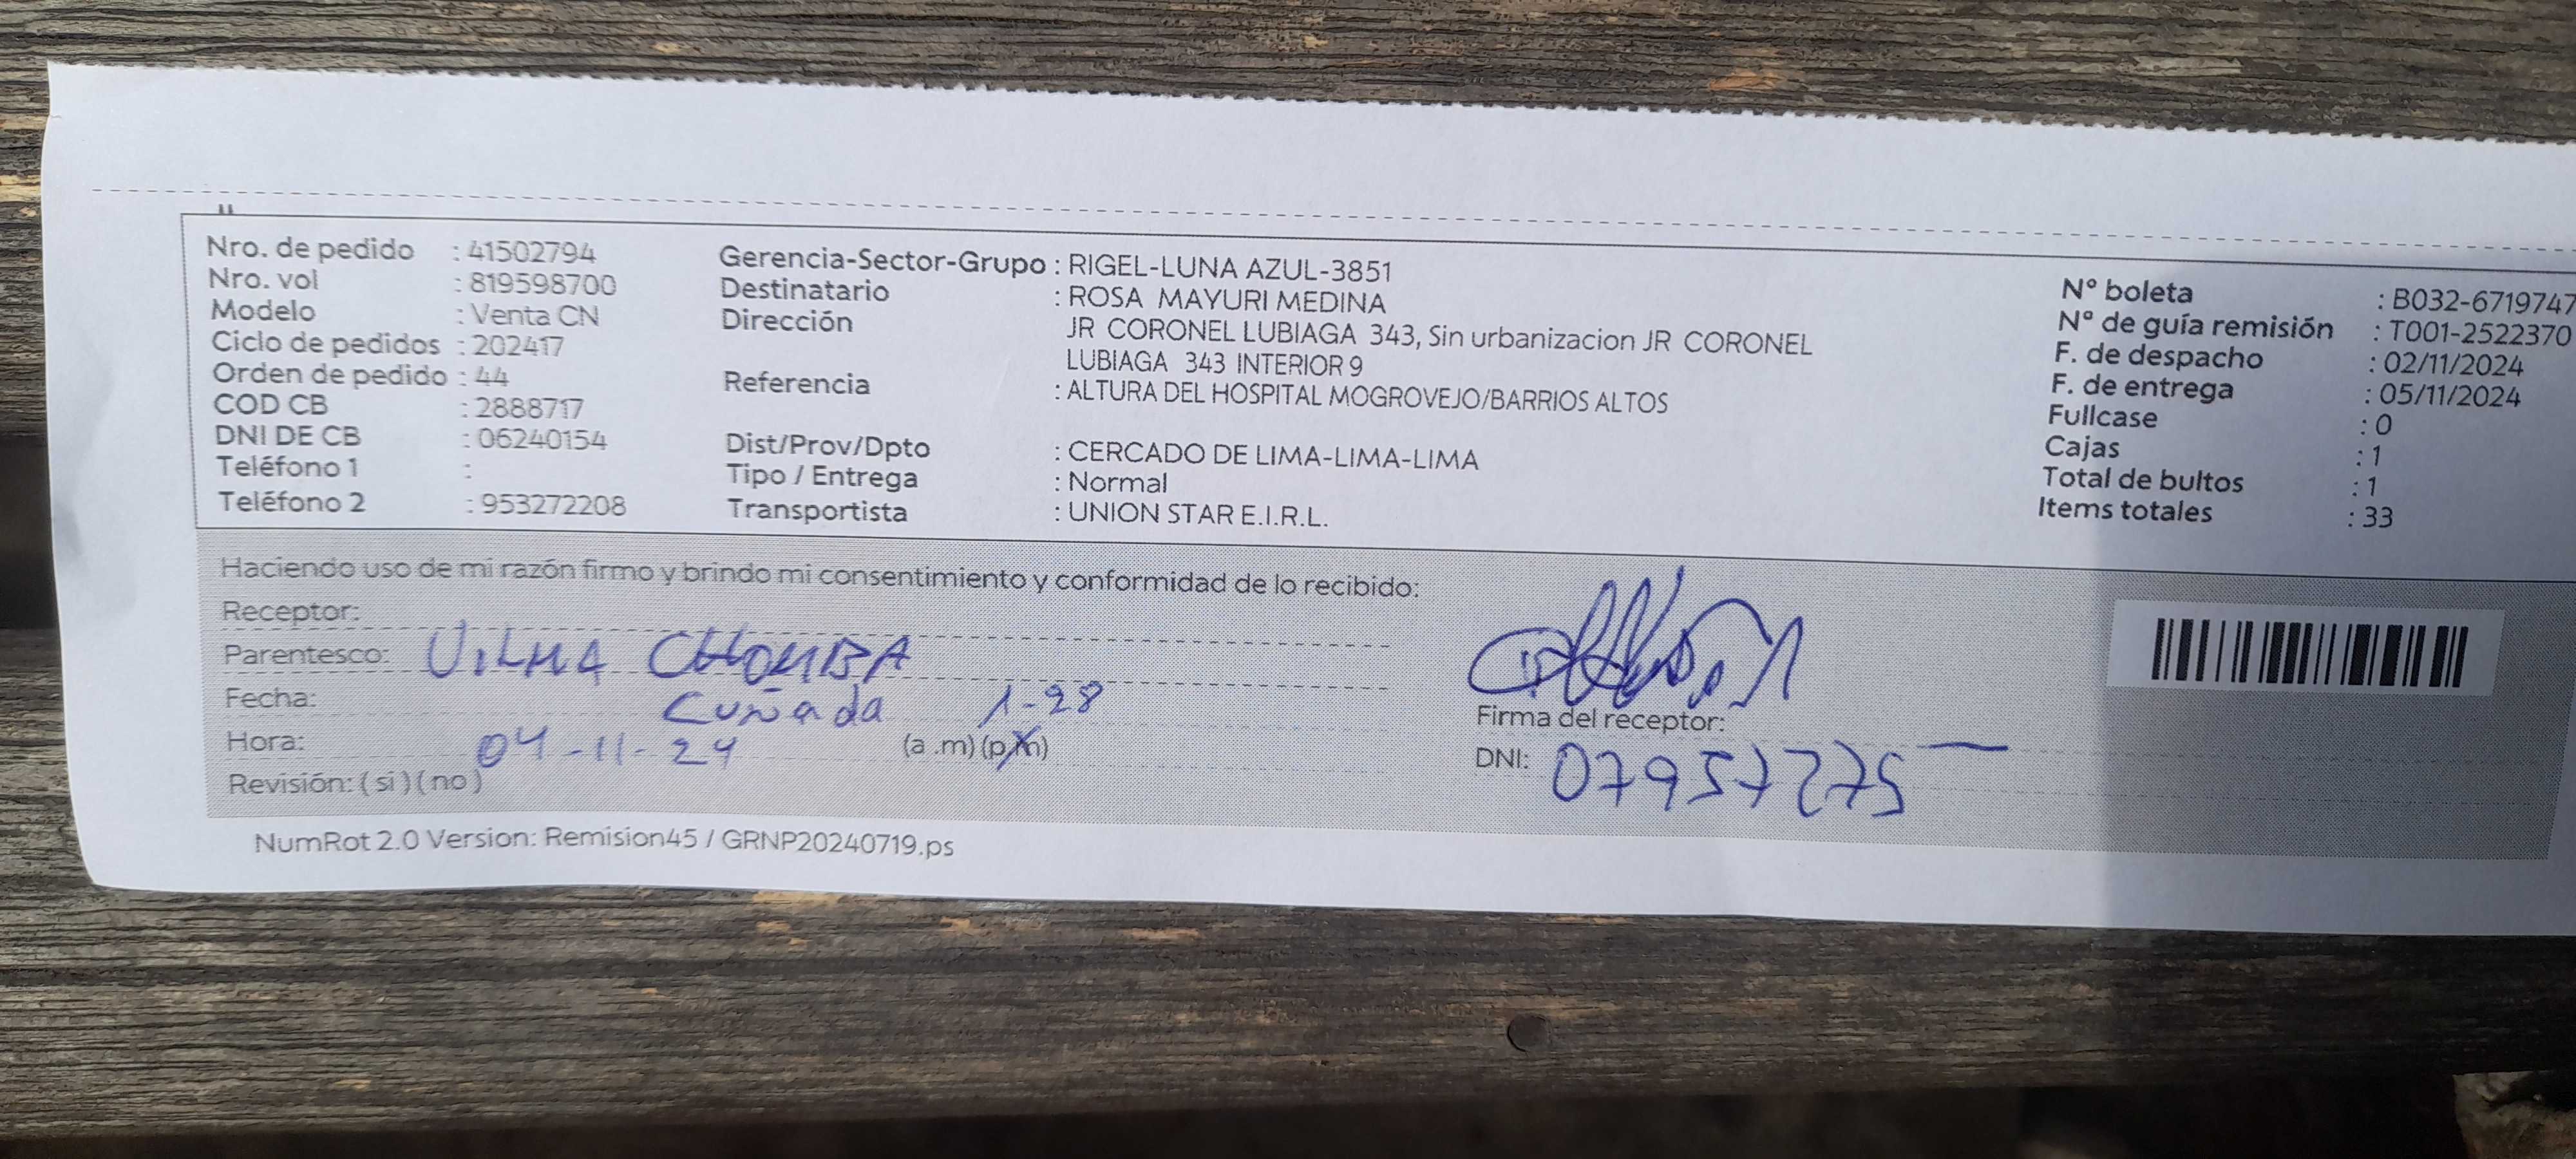 Nro. de pedido : 41502794
Nro. vol : 819598700
Modelo : Venta CN
Ciclo de pedidos : 202417
Orden de pedido : 44
COD CB : 2888717
DNI DE CB : 06240154
Teléfono 1 :
Teléfono 2 : 953272208
Gerencia-Sector-Grupo : RIGEL-LUNA AZUL-3851
Destinatario : ROSA MAYURI MEDINA
Dirección JR CORONEL LUBIAGA 343, Sin urbanizacion JR CORONEL
LUBIAGA 343 INTERIOR 9
Referencia : ALTURA DEL HOSPITAL MOGROVEJO/BARRIOS ALTOS
Dist/Prov/Dpto : CERCADO DE LIMA-LIMA-LIMA
Tipo / Entrega : Normal
Transportista : UNION STAR E.I.R.L.
N° boleta : B032-6719747
N° de guía remisión : T001-2522370
F. de despacho : 02/11/2024
F. de entrega : 05/11/2024
Fullcase : 0
Cajas : 1
Total de bultos : 1
Items totales : 33
Haciendo uso de mi razón firmo y brindo mi consentimiento y conformidad de lo recibido:
Receptor:
Parentesco: VILMA CHOMBA
Fecha: Cuñada 1-28
Hora: 04-11-24 (a .m) (p.m)
Revisión: ( si ) ( no )
Firma del receptor:
DNI: 07957275
NumRot 2.0 Version: Remision45 / GRNP20240719.ps